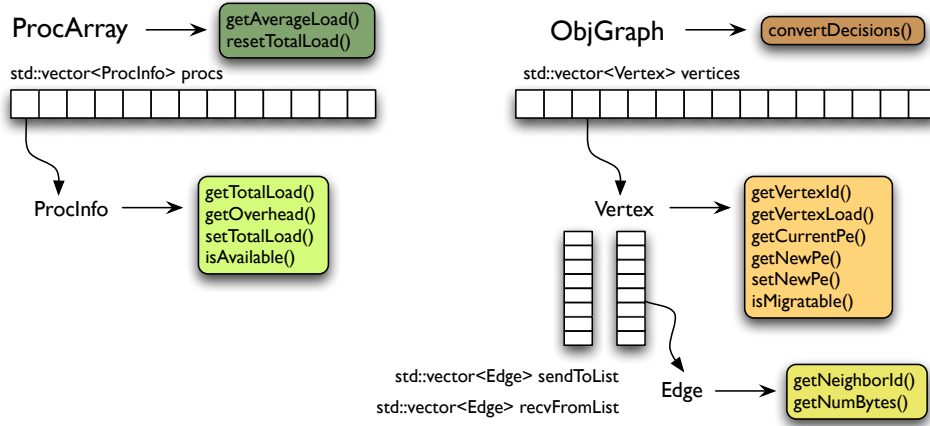 ProcArray
getAverageLoad()
resetTotalLoad()
std::vector<ProcInfo> procs
ProcInfo
getTotalLoad()
getOverhead()
setTotalLoad()
isAvailable()
ObjGraph
convertDecisions()
std::vector<Vertex> vertices
Vertex
getVertexId()
getVertexLoad()
getCurrentPe()
getNewPe()
setNewPe()
isMigratable()
std::vector<Edge> sendToList
std::vector<Edge> recvFromList
Edge
getNeighborId()
getNumBytes()